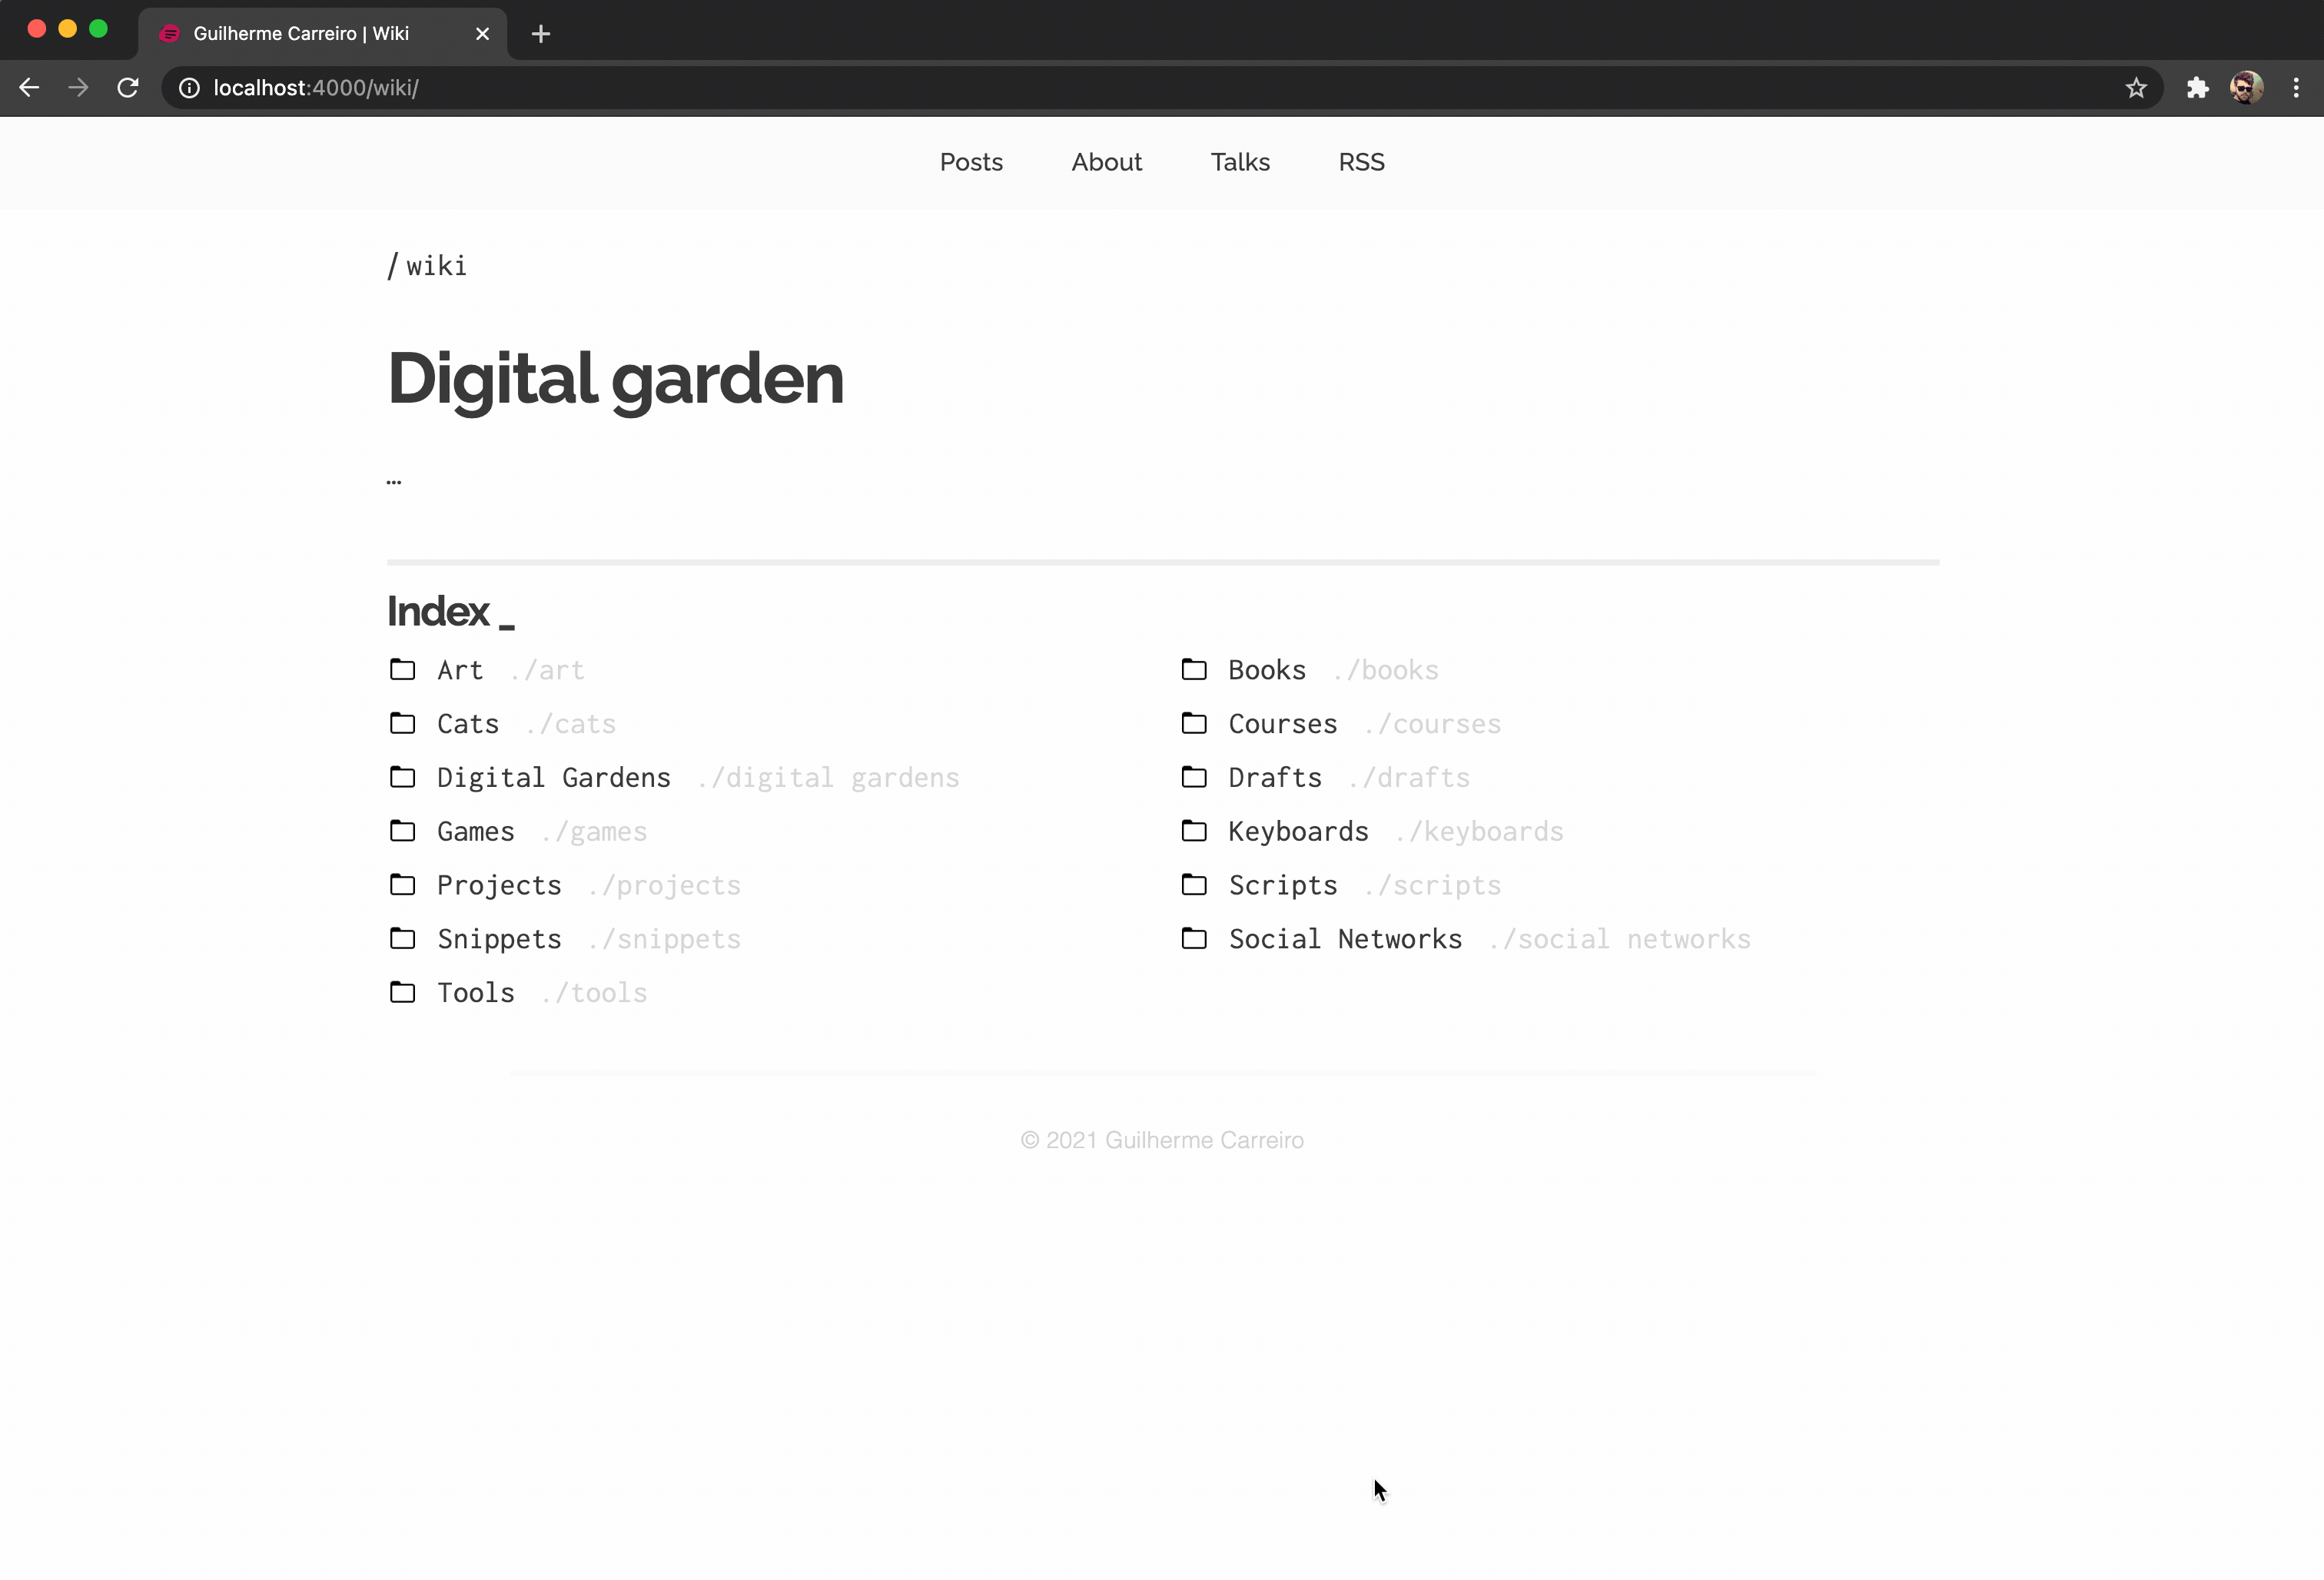 Guilherme Carreiro | Wiki
localhost:4000/wiki/
Posts About Talks RSS
/ wiki
Digital garden
…
Index _
Art ./art Books ./books
Cats ./cats Courses ./courses
Digital Gardens ./digital gardens Drafts ./drafts
Games ./games Keyboards ./keyboards
Projects ./projects Scripts ./scripts
Snippets ./snippets Social Networks ./social networks
Tools ./tools
© 2021 Guilherme Carreiro